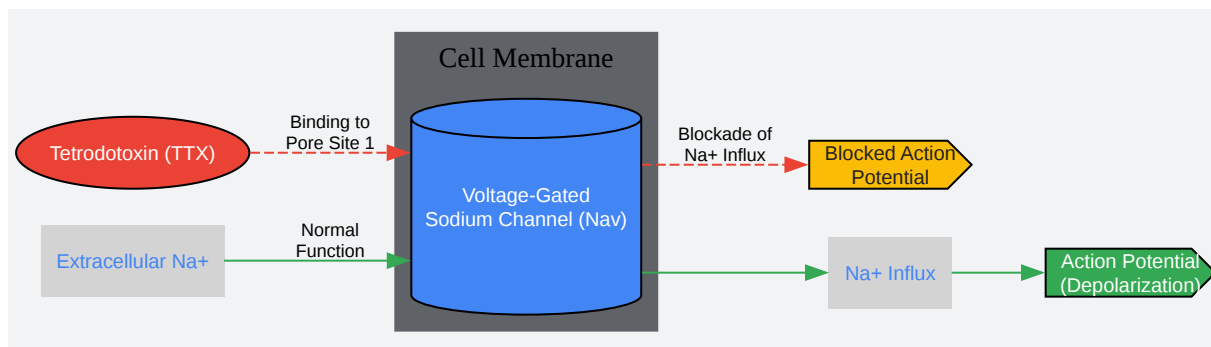 Cell Membrane
Tetrodotoxin (TTX)
Binding to
Pore Site 1
Blockade of
Na+ Influx
Blocked Action
Potential
Voltage-Gated
Sodium Channel (Nav)
Extracellular Na+
Normal
Function
Na+ Influx
Action Potential
(Depolarization)